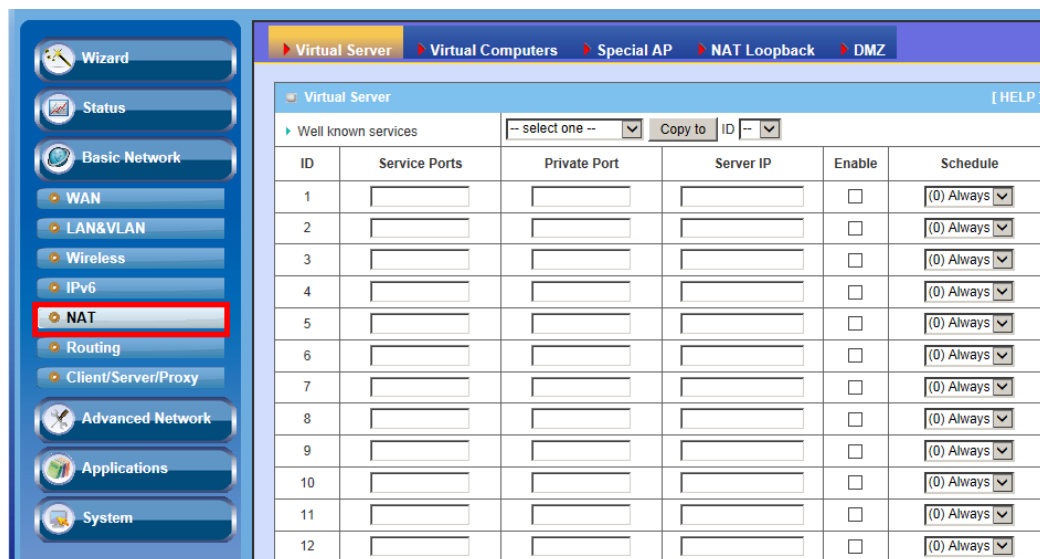 Wizard
Status
Basic Network
WAN
LAN&VLAN
Wireless
IPv6
NAT
Routing
Client/Server/Proxy
Advanced Network
Applications
System
Virtual Server Virtual Computers Special AP NAT Loopback DMZ
Virtual Server [ HELP ]
Well known services -- select one -- Copy to ID --
ID Service Ports Private Port Server IP Enable Schedule
1 (0) Always
2 (0) Always
3 (0) Always
4 (0) Always
5 (0) Always
6 (0) Always
7 (0) Always
8 (0) Always
9 (0) Always
10 (0) Always
11 (0) Always
12 (0) Always